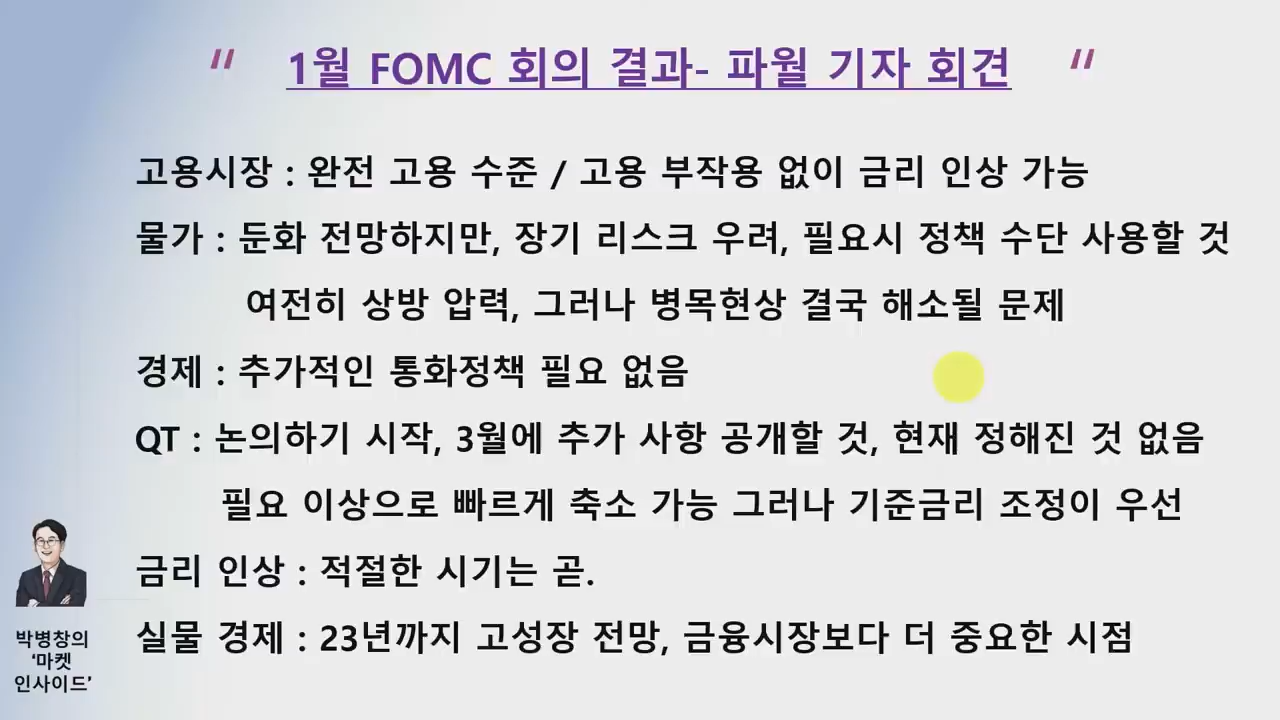 " 1월 FOMC 회의 결과- 파월 기자 회견 "
고용시장 : 완전 고용 수준 / 고용 부작용 없이 금리 인상 가능
물가 : 둔화 전망하지만, 장기 리스크 우려, 필요시 정책 수단 사용할 것
여전히 상방 압력, 그러나 병목현상 결국 해소될 문제
경제 : 추가적인 통화정책 필요 없음
QT : 논의하기 시작, 3월에 추가 사항 공개할 것, 현재 정해진 것 없음
필요 이상으로 빠르게 축소 가능 그러나 기준금리 조정이 우선
금리 인상 : 적절한 시기는 곧.
실물 경제 : 23년까지 고성장 전망, 금융시장보다 더 중요한 시점
박병창의
‘마켓
인사이드’